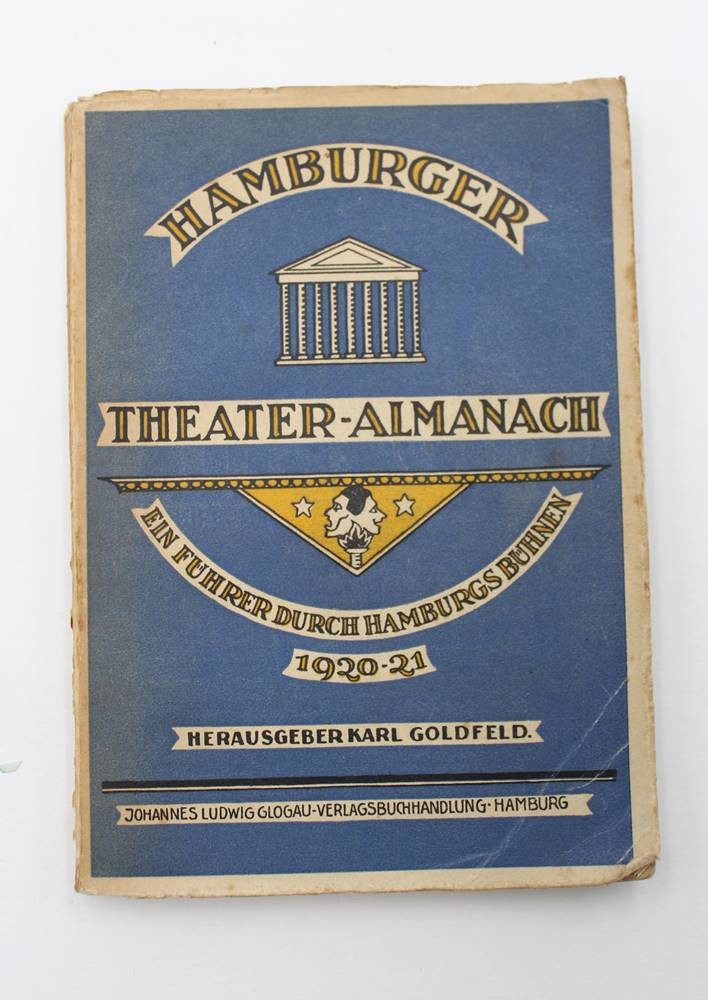 HAMBURGER
THEATER-ALMANACH
EIN FÜHRER DURCH HAMBURGS BÜHNEN
1920-21
HERAUSGEBER KARL GOLDFELD.
JOHANNES LUDWIG GLOGAU-VERLAGSBUCHHANDLUNG · HAMBURG